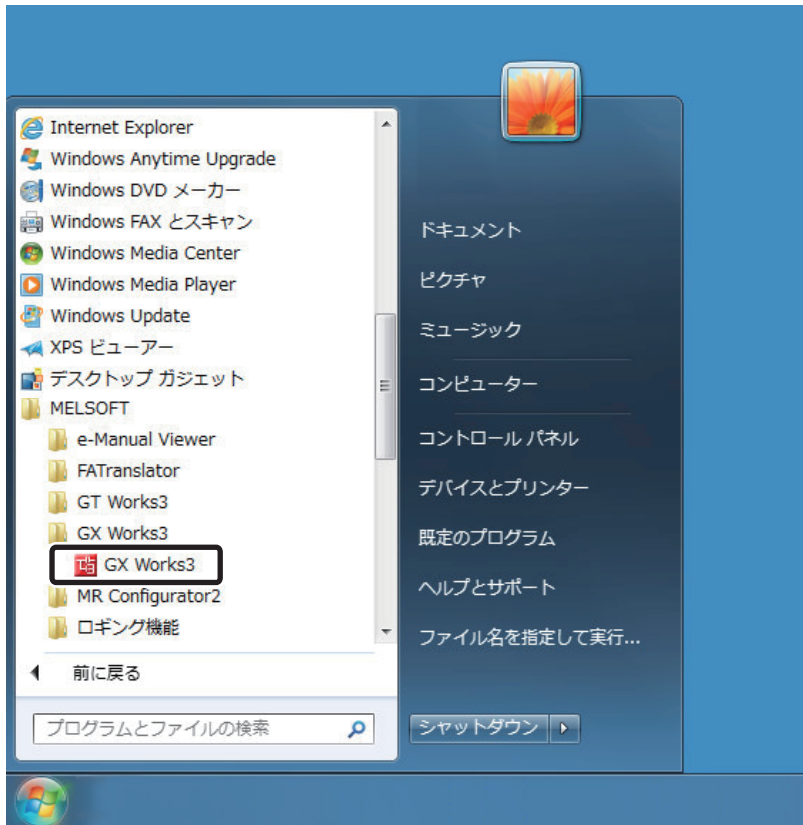 Internet Explorer
Windows Anytime Upgrade
Windows DVD メーカー
Windows FAX とスキャン
Windows Media Center
Windows Media Player
Windows Update
XPS ビューアー
デスクトップ ガジェット
MELSOFT
e-Manual Viewer
FATranslator
GT Works3
GX Works3
GX Works3
MR Configurator2
ロギング機能
前に戻る
プログラムとファイルの検索
ドキュメント
ピクチャ
ミュージック
コンピューター
コントロール パネル
デバイスとプリンター
既定のプログラム
ヘルプとサポート
ファイル名を指定して実行...
シャットダウン